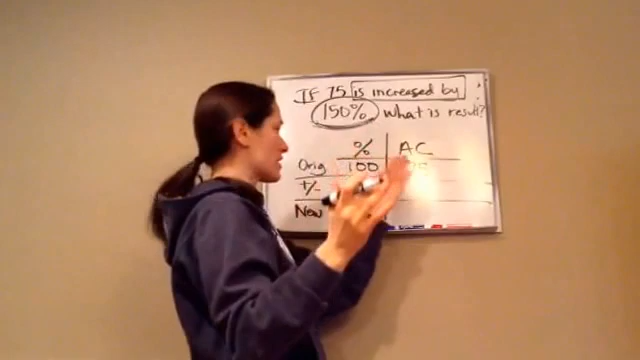 IF 75 is increased by
150% What is result?
% AC
Orig. 100
+/-
New